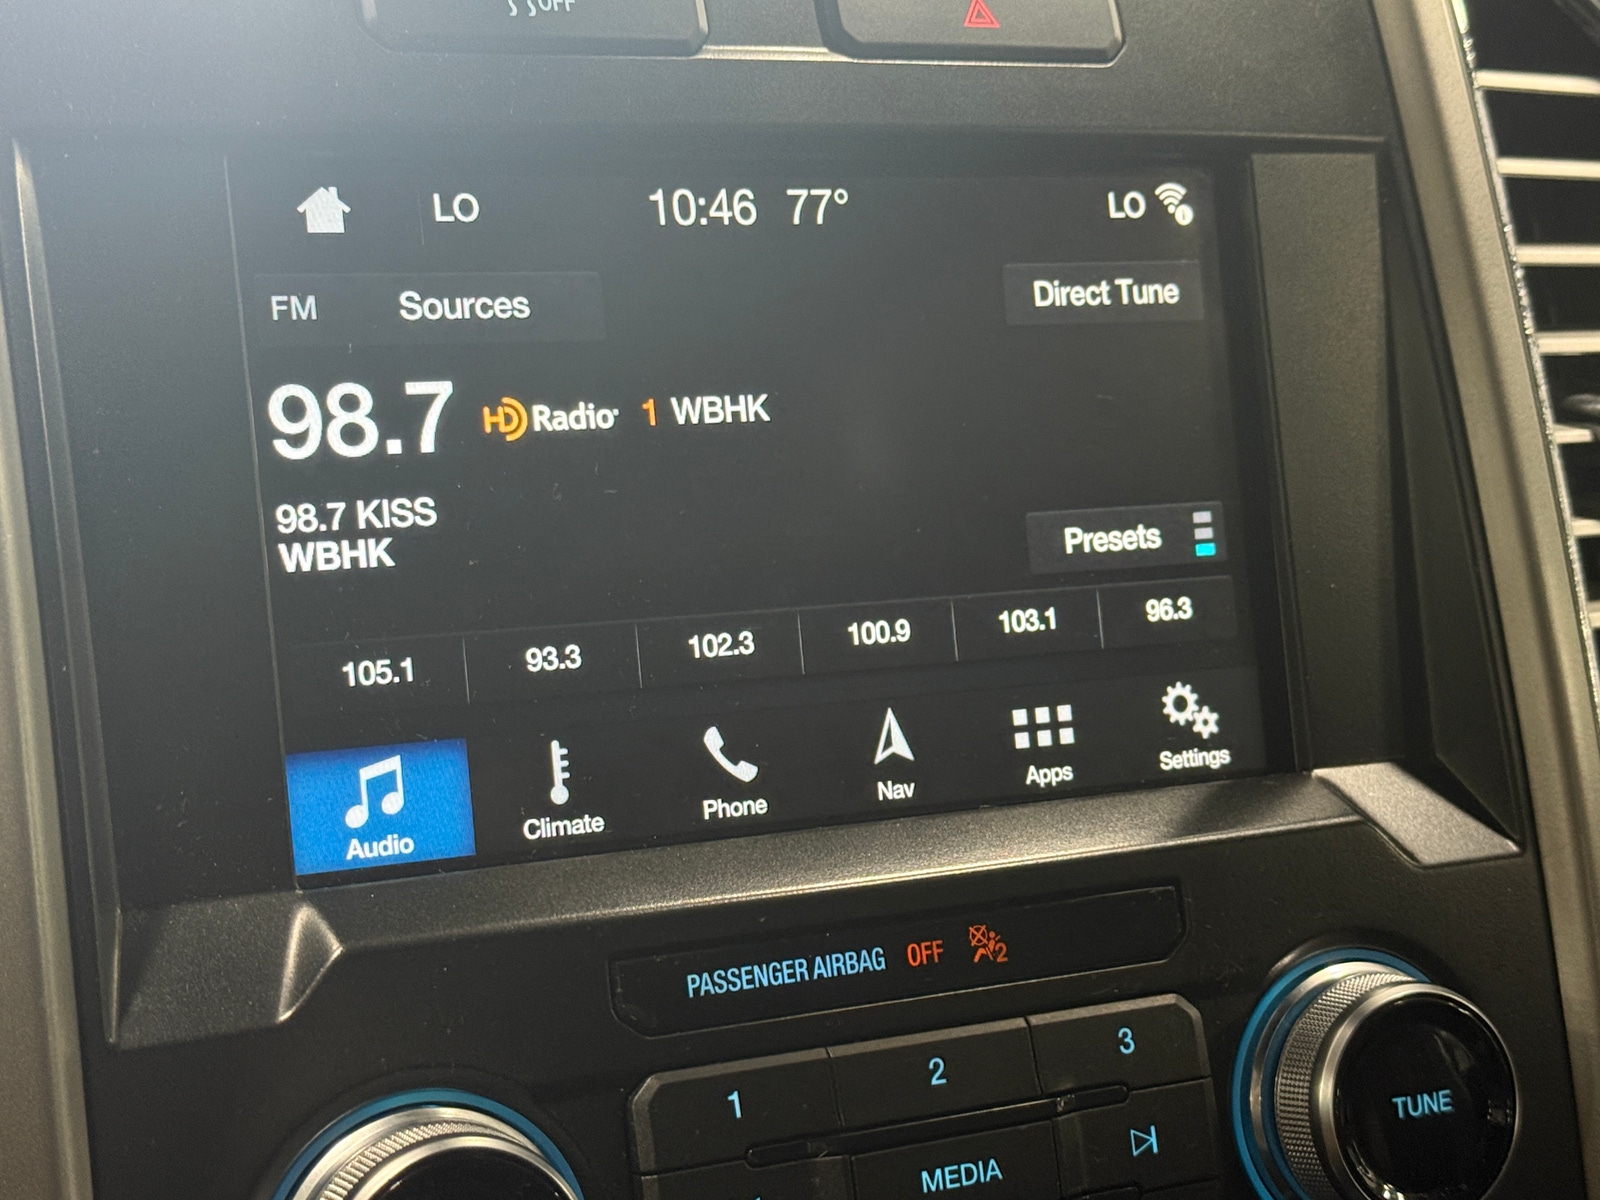 OFF
LO 10:46 77° LO
FM Sources Direct Tune
98.7 HD Radio 1 WBHK
98.7 KISS
WBHK
Presets
105.1 93.3 102.3 100.9 103.1 96.3
Audio Climate Phone Nav Apps Settings
PASSENGER AIRBAG OFF 2
1 2 3
TUNE
MEDIA